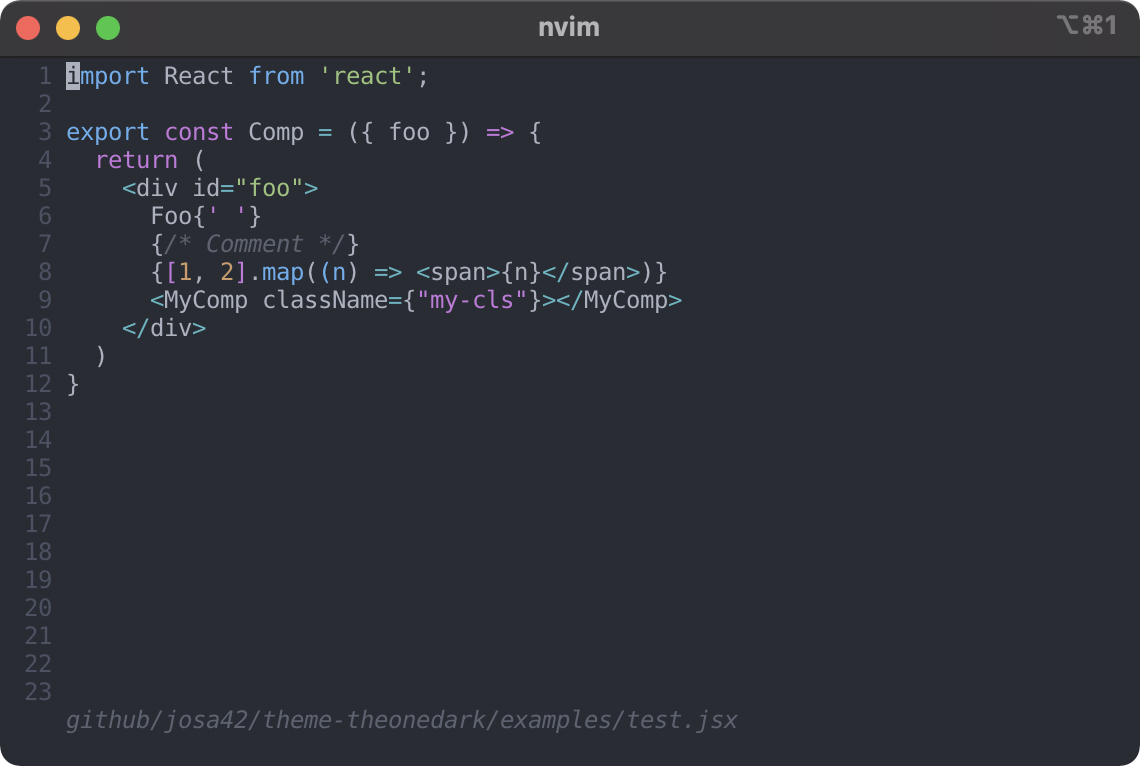 nvim
⌥⌘1
1 import React from 'react';
2
3 export const Comp = ({ foo }) => {
4   return (
5     <div id="foo">
6       Foo{' '}
7       {/* Comment */}
8       {[1, 2].map((n) => <span>{n}</span>)}
9       <MyComp className={"my-cls"}></MyComp>
10     </div>
11   )
12 }
13
14
15
16
17
18
19
20
21
22
23
github/josa42/theme-theonedark/examples/test.jsx